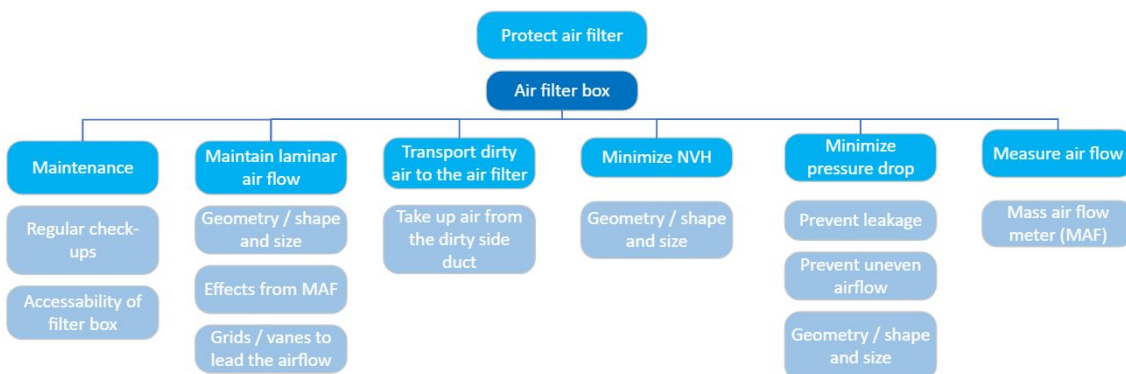 Protect air filter
Air filter box
Maintenance
Regular check-
ups
Accessability of
filter box
Maintain laminar
air flow
Geometry / shape
and size
Effects from MAF
Grids / vanes to
lead the airflow
Transport dirty
air to the air filter
Take up air from
the dirty side
duct
Minimize NVH
Geometry / shape
and size
Minimize
pressure drop
Prevent leakage
Prevent uneven
airflow
Geometry / shape
and size
Measure air flow
Mass air flow
meter (MAF)